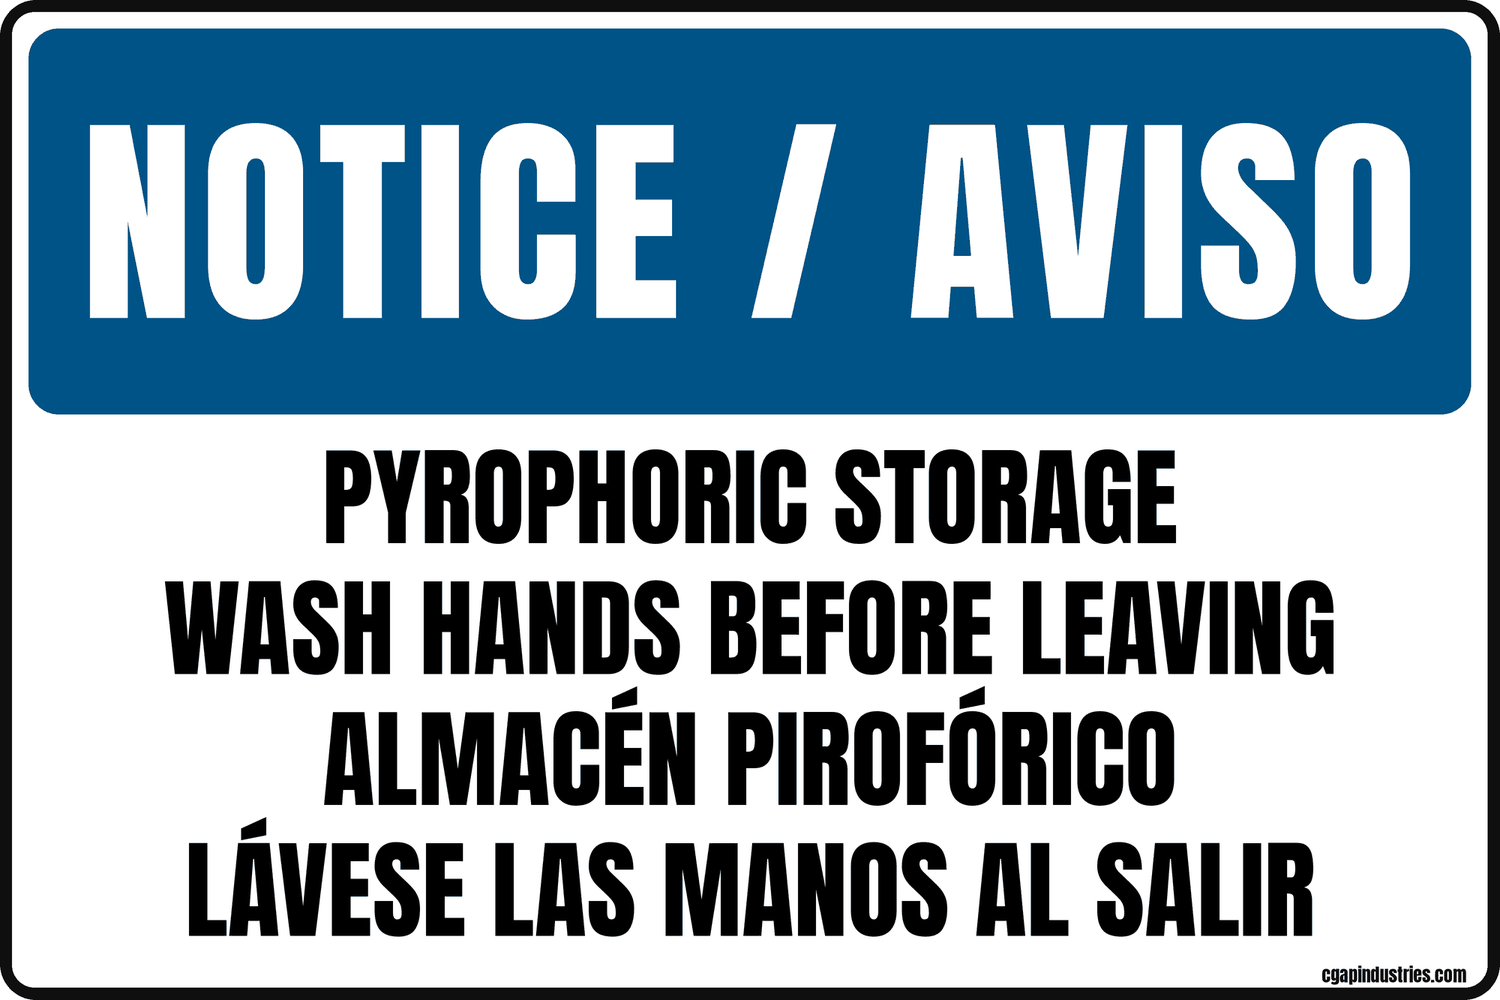 NOTICE / AVISO
PYROPHORIC STORAGE
WASH HANDS BEFORE LEAVING
ALMACÉN PIROFÓRICO
LÁVESE LAS MANOS AL SALIR
cgapindustries.com